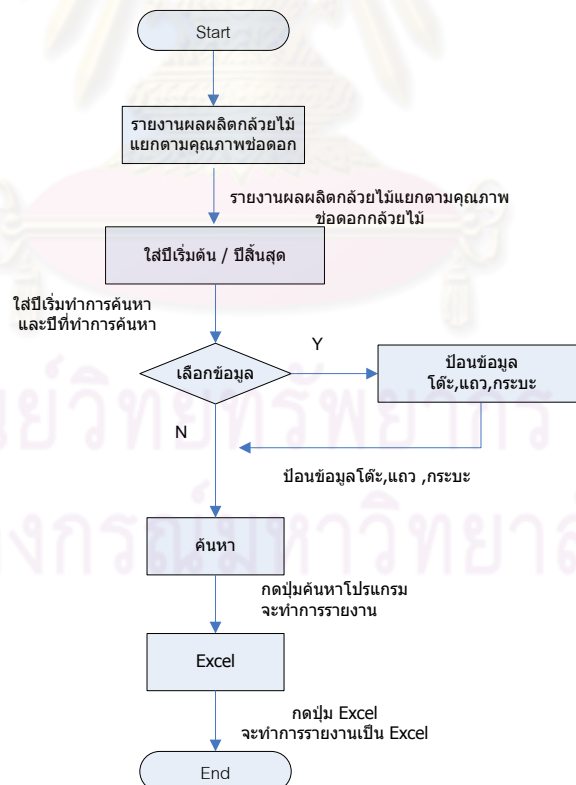 Start
รายงานผลผลิตกล้วยไม้
แยกตามคุณภาพช่อดอก
รายงานผลผลิตกล้วยไม้แยกตามคุณภาพ
ช่อดอกกล้วยไม้
ใส่ปีเริ่มต้น / ปีสิ้นสุด
ใส่ปีเริ่มทำการค้นหา
และปีที่ทำการค้นหา
เลือกข้อมูล
Y
ป้อนข้อมูล
โต๊ะ,แถว,กระบะ
N
ป้อนข้อมูลโต๊ะ,แถว ,กระบะ
ค้นหา
กดปุ่มค้นหาโปรแกรม
จะทำการรายงาน
Excel
กดปุ่ม Excel
จะทำการรายงานเป็น Excel
End